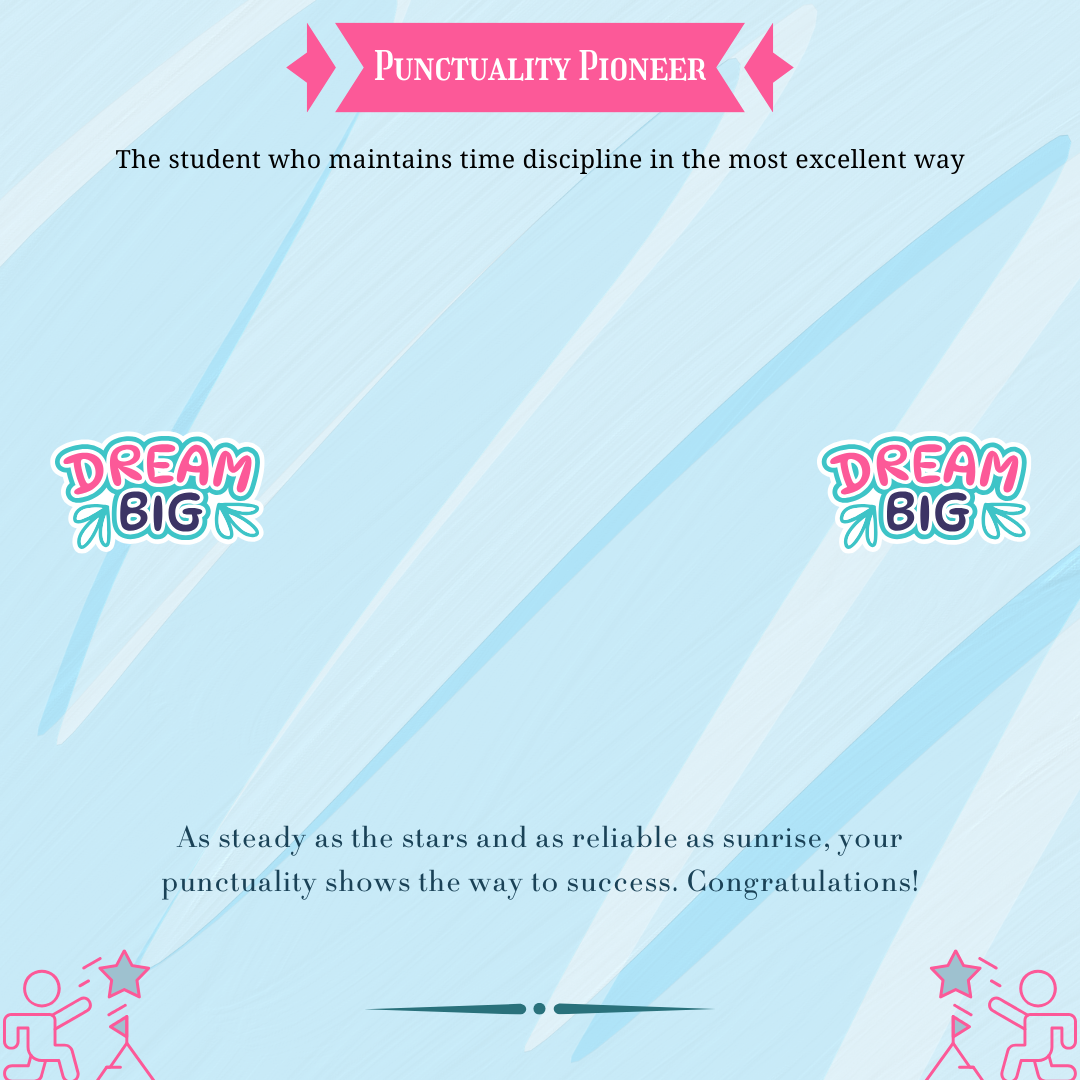 Punctuality Pioneer
The student who maintains time discipline in the most excellent way
DREAM
BIG
DREAM
BIG
As steady as the stars and as reliable as sunrise, your
punctuality shows the way to success. Congratulations!